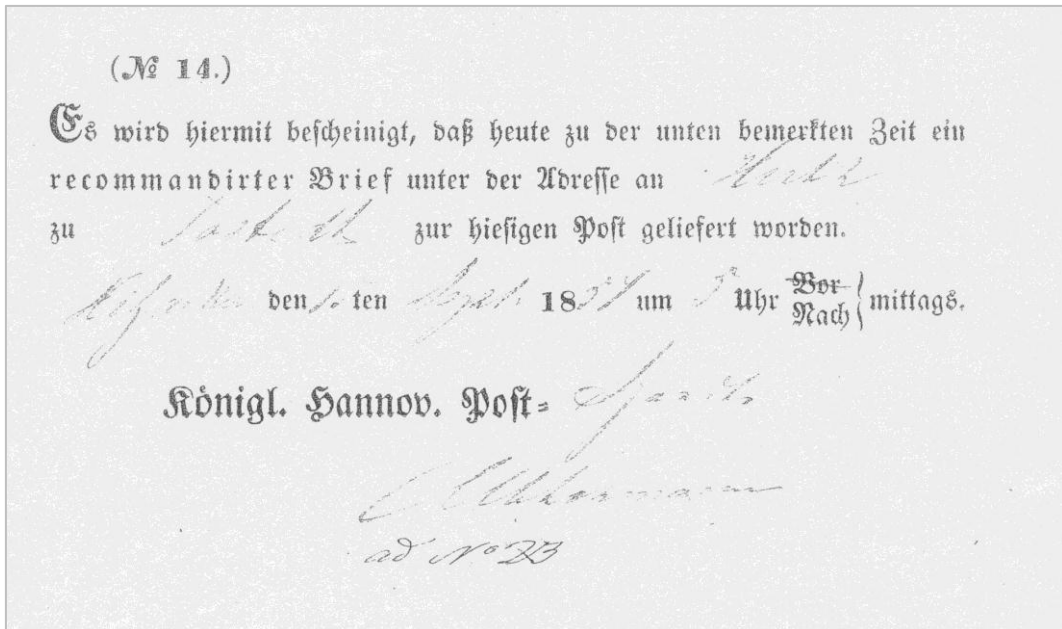 (№ 14.)
Es wird hiermit bescheinigt, daß heute zu der unten bemerkten Zeit ein
recommandirter Brief unter der Adresse an
zu zur hiesigen Post geliefert worden.
den ten Sept. 18 um 5 Uhr Vor
Nach mittags.
Königl. Hannov. Post-
ad No 23